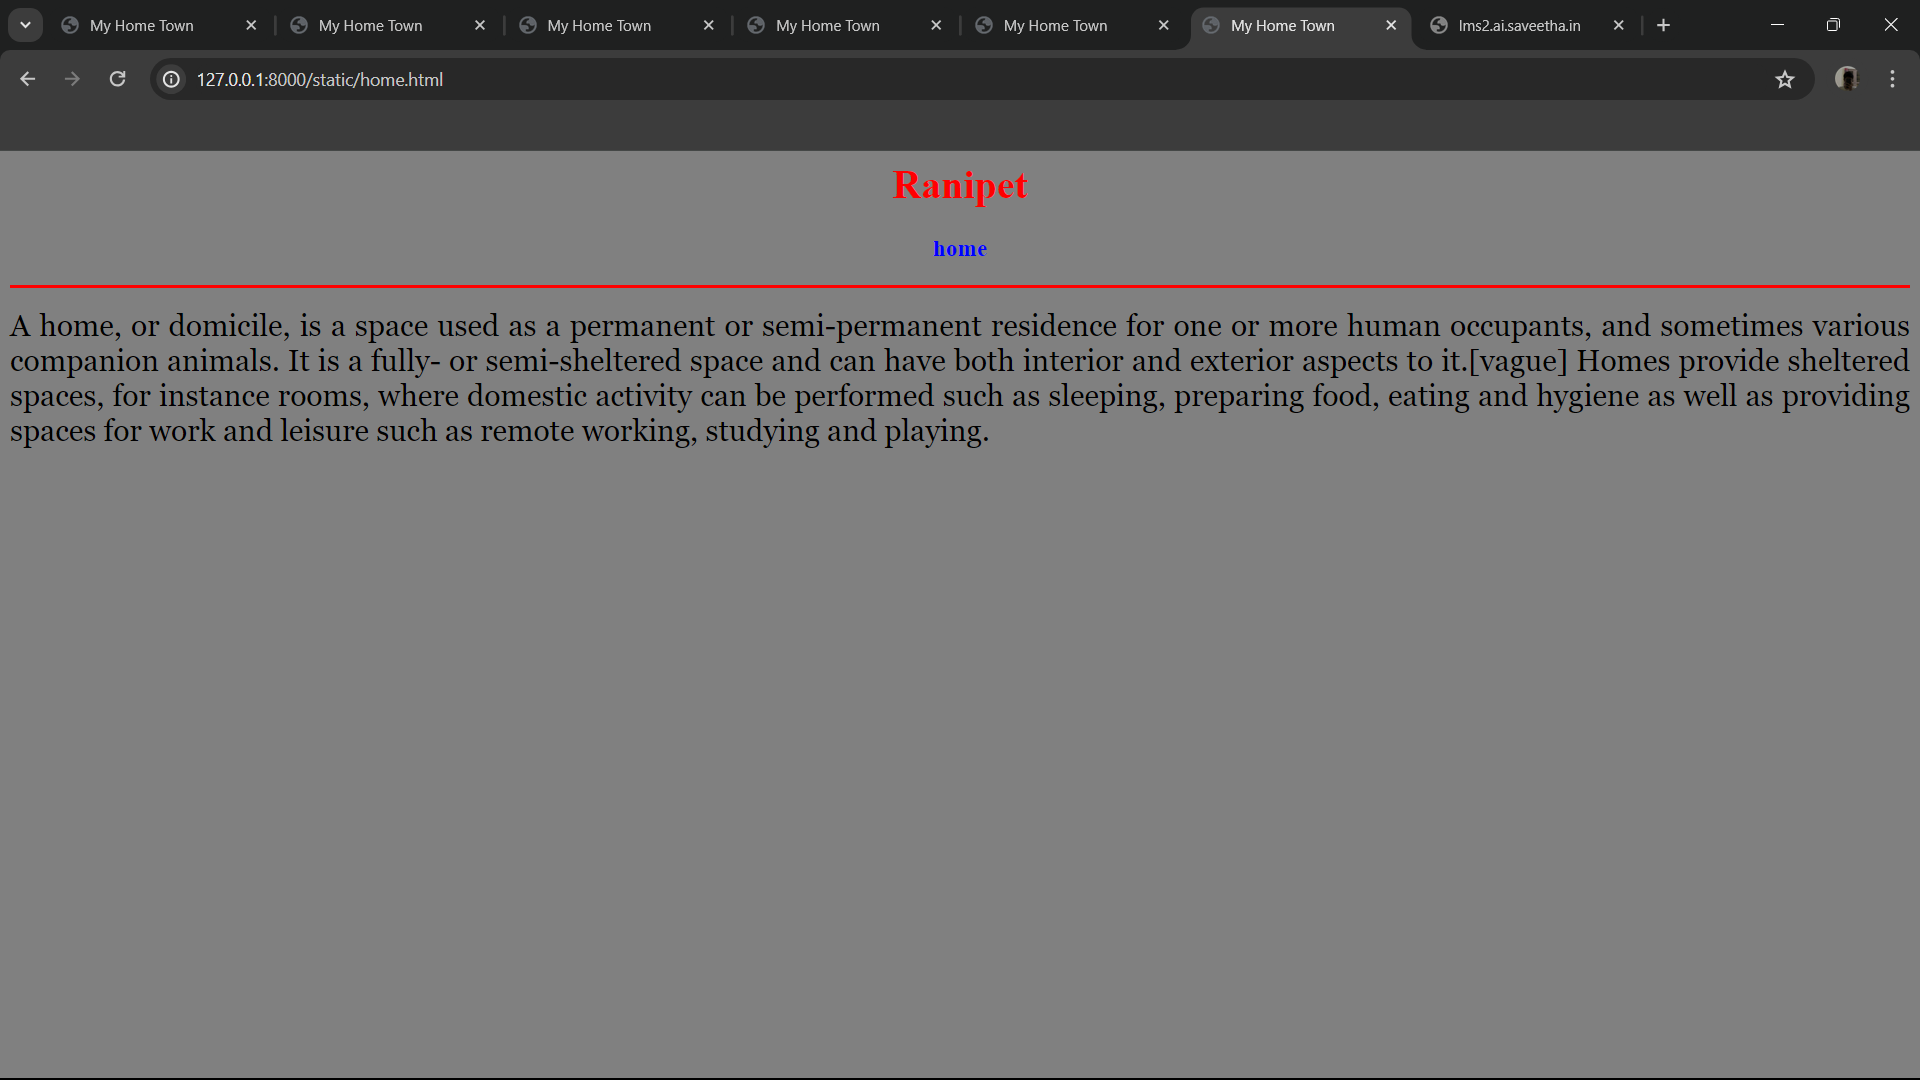 My Home Town
My Home Town
My Home Town
My Home Town
My Home Town
My Home Town
lms2.ai.saveetha.in
127.0.0.1:8000/static/home.html
Ranipet
home
A home, or domicile, is a space used as a permanent or semi-permanent residence for one or more human occupants, and sometimes various
companion animals. It is a fully- or semi-sheltered space and can have both interior and exterior aspects to it.[vague] Homes provide sheltered
spaces, for instance rooms, where domestic activity can be performed such as sleeping, preparing food, eating and hygiene as well as providing
spaces for work and leisure such as remote working, studying and playing.